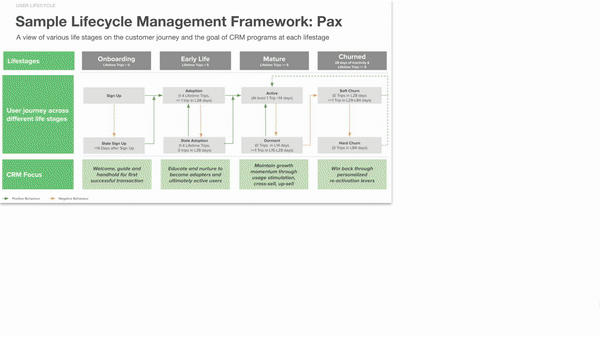 USER LIFECYCLE
Sample Lifecycle Management Framework: Pax
A view of various life stages on the customer journey and the goal of CRM programs at each lifestage
Lifestages
Onboarding
Lifetime Trips = 0
Early Life
Lifetime Trips < 5
Mature
Lifetime Trips >= 5
Churned
28 days of inactivity &
Lifetime Trips >= 5
User journey across
different life stages
Sign Up
Adoption
(1-4 Lifetime Trips,
>= 1 Trip in L28 days)
Active
(At least 1 Trip <14 days)
Soft Churn
(0 Trips in L28 days)
>=1 Trip in L29-L84 days)
Stale Sign Up
>14 Days after Sign Up
Stale Adoption
(1-4 Lifetime Trips,
0 trips in L28 days)
Dormant
(0 Trips in L14 days)
>=1 Trip in L15-L28 days)
Hard Churn
(0 Trips in L84 days)
CRM Focus
Welcome, guide and
handhold for first
successful transaction
Educate and nurture to
become adopters and
ultimately active users
Maintain growth
momentum through
usage stimulation,
cross-sell, up-sell
Win back through
personalized
re-activation levers
Positive Behaviour
Negative Behaviour